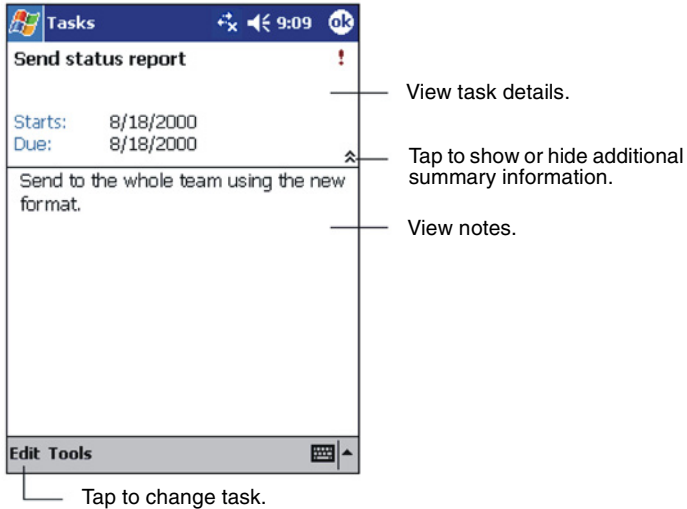 Tasks 9:09 ok
Send status report !
View task details.
Starts: 8/18/2000
Due: 8/18/2000
Tap to show or hide additional
summary information.
Send to the whole team using the new
format.
View notes.
Edit Tools
Tap to change task.